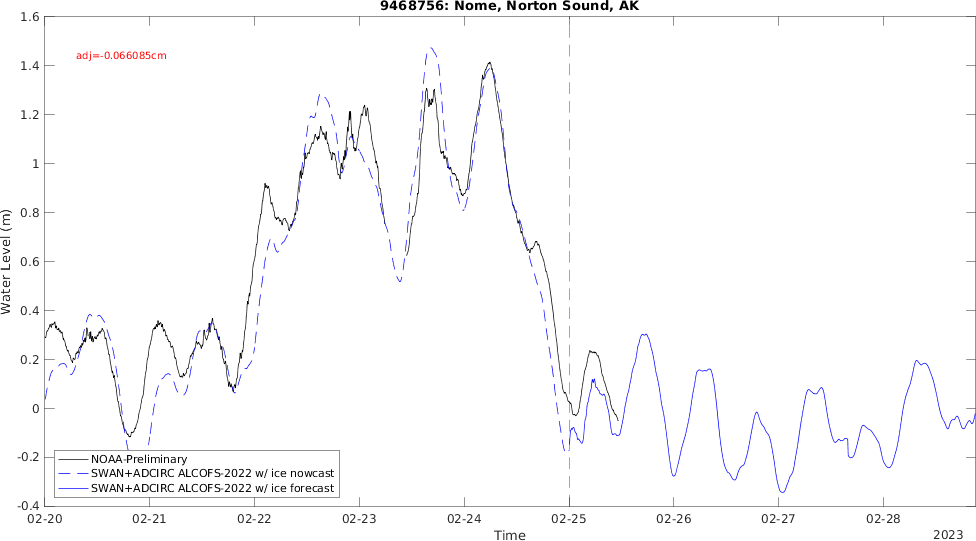 9468756: Nome, Norton Sound, AK
adj=-0.066085cm
Water Level (m)
1.6
1.4
1.2
1
0.8
0.6
0.4
0.2
0
-0.2
-0.4
NOAA-Preliminary
SWAN+ADCIRC ALCOFS-2022 w/ ice nowcast
SWAN+ADCIRC ALCOFS-2022 w/ ice forecast
02-20 02-21 02-22 02-23 02-24 02-25 02-26 02-27 02-28
Time
2023